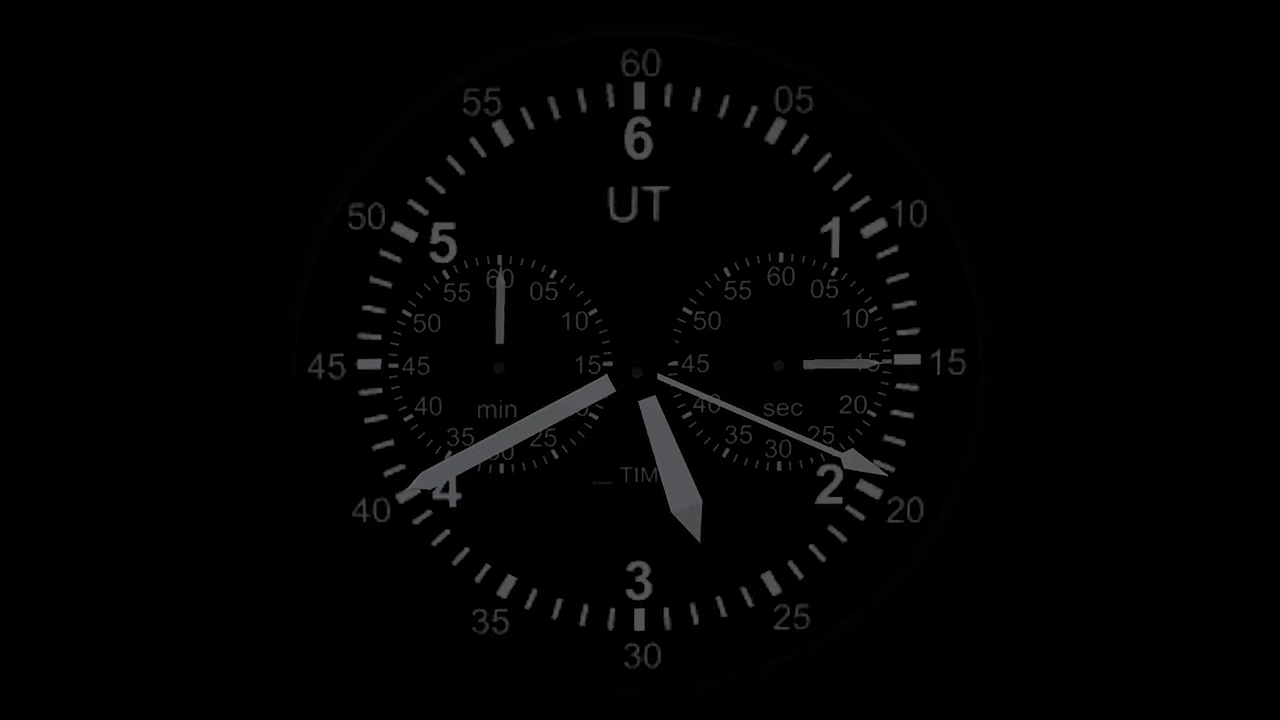 60
55 05
6
UT
50 10
5 1
60 60
55 05 55 05
50 10 50 10
45 45 15 45 15 15
40 min 40 sec 20
35 25 35 25
30 30
__ TIM
4 2
40 20
3
35 25
30